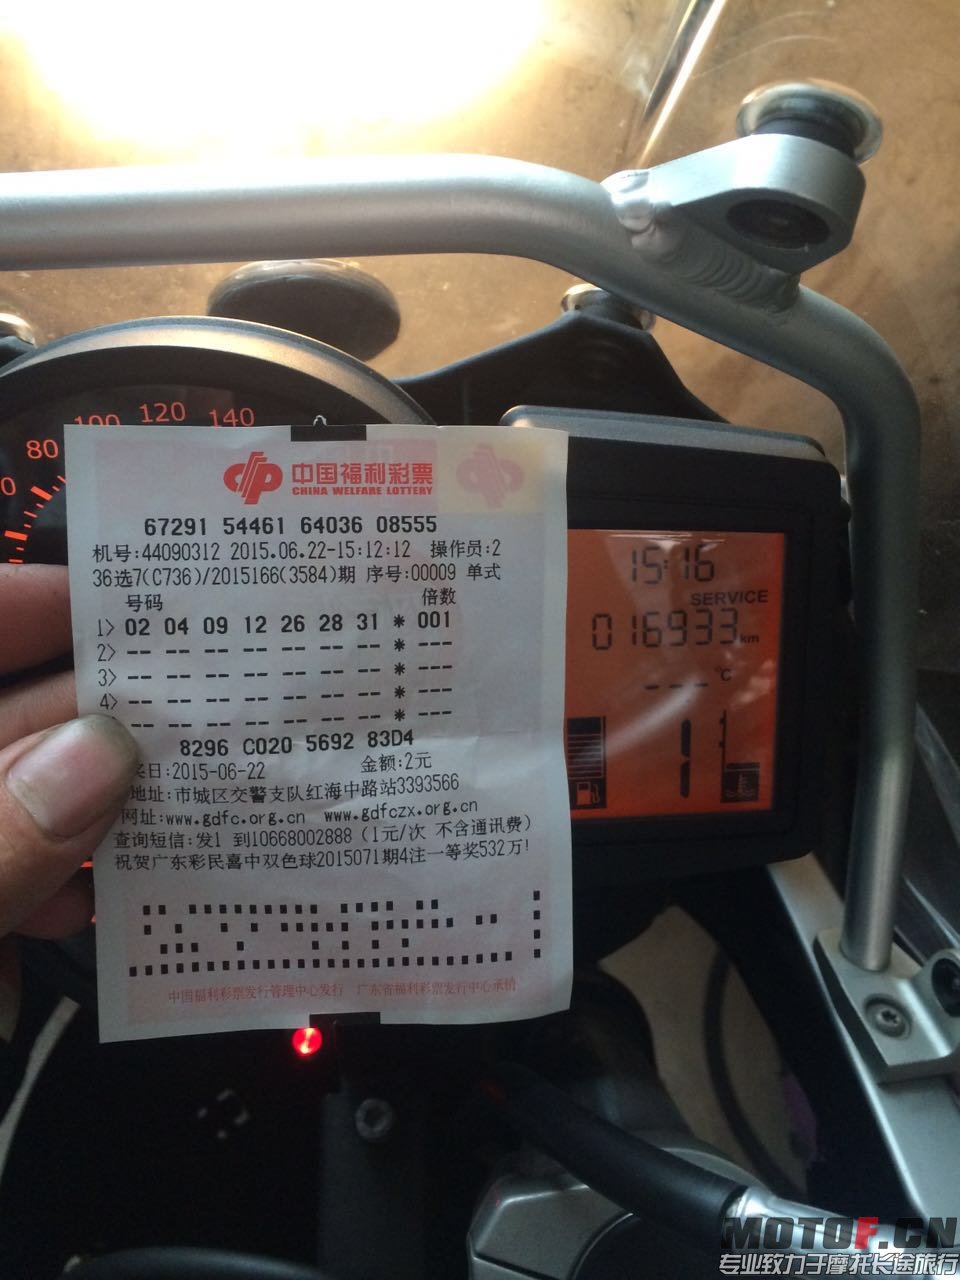 80 100 120 140
中国福利彩票
CHINA WELFARE LOTTERY
67291 54461 64036 08555
机号:44090312 2015.06.22-15:12:12 操作员:2
36选7(C736)/2015166(3584)期 序号:00009 单式
号码 倍数
1> 02 04 09 12 26 28 31 * 001
2> -- -- -- -- -- -- -- * ---
3> -- -- -- -- -- -- -- * ---
4> -- -- -- -- -- -- -- * ---
-- -- -- -- -- -- -- * ---
8296 C020 5692 83D4
日:2015-06-22 金额:2元
地址:市城区交警支队红海中路站3393566
网址:www.gdfc.org.cn www.gdfczx.org.cn
查询短信:发1 到10668002888(1元/次 不含通讯费)
祝贺广东彩民喜中双色球2015071期4注一等奖532万!
中国福利彩票发行管理中心发行 广东省福利彩票发行中心承销
15:16
SERVICE
016933km
---°C
1
MOTOF.CN
专业致力于摩托长途旅行